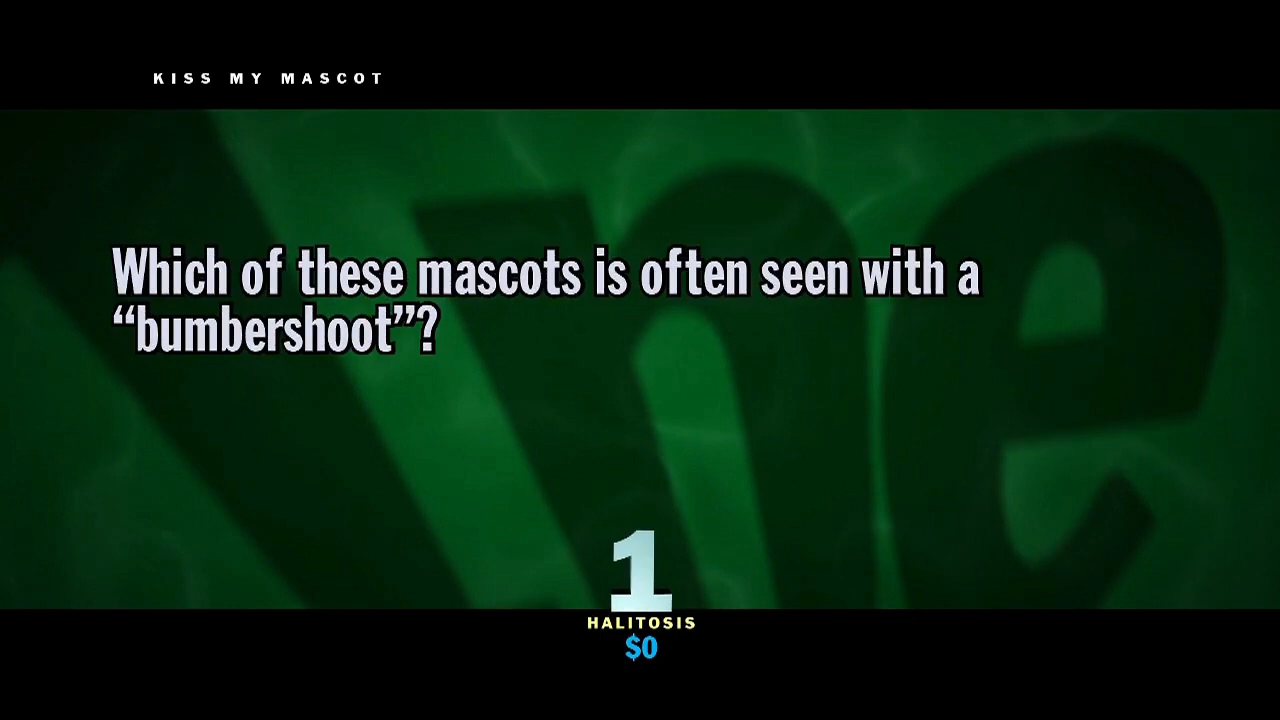 KISS MY MASCOT
Which of these mascots is often seen with a
“bumbershoot”?
1
HALITOSIS
$0